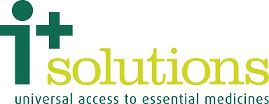 i+
solutions
universal access to essential medicines